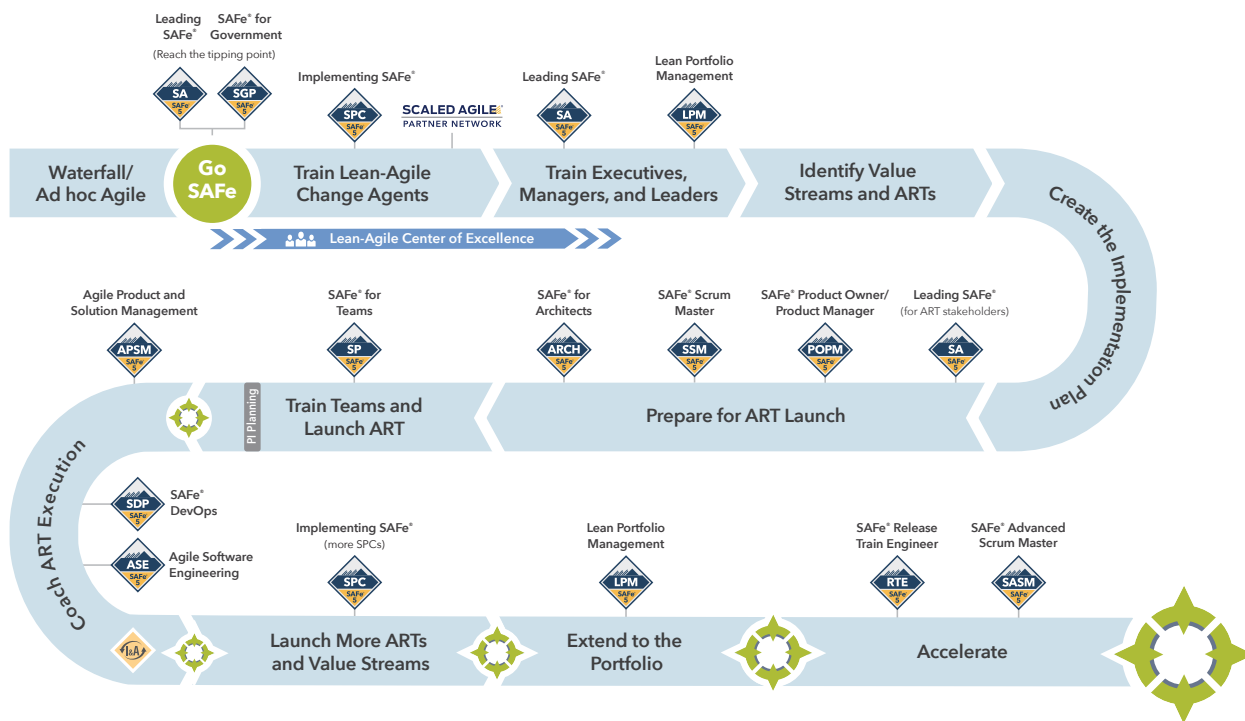 Leading
SAFe®
SAFe® for
Government
(Reach the tipping point)
SA
SAFe®
5
SGP
SAFe®
5
Implementing SAFe®
SPC
SAFe®
5
SCALED AGILE®
PARTNER NETWORK
Leading SAFe®
SA
SAFe®
5
Lean Portfolio
Management
LPM
SAFe®
5
Waterfall/
Ad hoc Agile
Go
SAFe
Train Lean-Agile
Change Agents
Train Executives,
Managers, and Leaders
Identify Value
Streams and ARTs
Create the Implementation Plan
Lean-Agile Center of Excellence
Agile Product and
Solution Management
APSM
SAFe®
5
SAFe® for
Teams
SP
SAFe®
5
SAFe® for
Architects
ARCH
SAFe®
5
SAFe® Scrum
Master
SSM
SAFe®
5
SAFe® Product Owner/
Product Manager
POPM
SAFe®
5
Leading SAFe®
(for ART stakeholders)
SA
SAFe®
5
PI Planning
Train Teams and
Launch ART
Prepare for ART Launch
Coach ART Execution
SDP
SAFe®
5
SAFe®
DevOps
ASE
SAFe®
5
Agile Software
Engineering
I&A
Implementing SAFe®
(more SPCs)
SPC
SAFe®
5
Lean Portfolio
Management
LPM
SAFe®
5
SAFe® Release
Train Engineer
RTE
SAFe®
5
SAFe® Advanced
Scrum Master
SASM
SAFe®
5
Launch More ARTs
and Value Streams
Extend to the
Portfolio
Accelerate